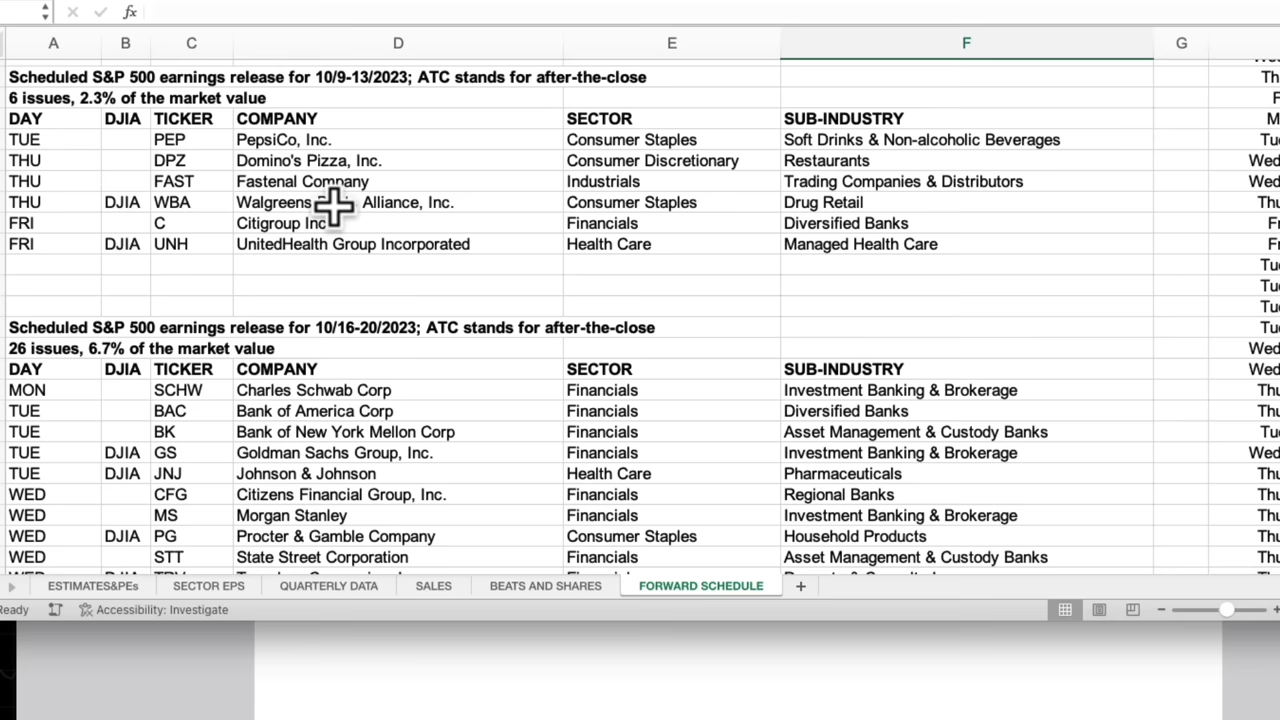 fx
A B C D E F G
Scheduled S&P 500 earnings release for 10/9-13/2023; ATC stands for after-the-close Th
6 issues, 2.3% of the market value F
DAY DJIA TICKER COMPANY SECTOR SUB-INDUSTRY M
TUE PEP PepsiCo, Inc. Consumer Staples Soft Drinks & Non-alcoholic Beverages Tue
THU DPZ Domino's Pizza, Inc. Consumer Discretionary Restaurants Wed
THU FAST Fastenal Company Industrials Trading Companies & Distributors Wed
THU DJIA WBA Walgreens Alliance, Inc. Consumer Staples Drug Retail Thu
FRI C Citigroup Inc Financials Diversified Banks Fr
FRI DJIA UNH UnitedHealth Group Incorporated Health Care Managed Health Care Fr
Tue
Tue
Tue
Scheduled S&P 500 earnings release for 10/16-20/2023; ATC stands for after-the-close Tue
26 issues, 6.7% of the market value Wed
DAY DJIA TICKER COMPANY SECTOR SUB-INDUSTRY Wed
MON SCHW Charles Schwab Corp Financials Investment Banking & Brokerage Thu
TUE BAC Bank of America Corp Financials Diversified Banks Thu
TUE BK Bank of New York Mellon Corp Financials Asset Management & Custody Banks Tue
TUE DJIA GS Goldman Sachs Group, Inc. Financials Investment Banking & Brokerage Wed
TUE DJIA JNJ Johnson & Johnson Health Care Pharmaceuticals Thu
WED CFG Citizens Financial Group, Inc. Financials Regional Banks Thu
WED MS Morgan Stanley Financials Investment Banking & Brokerage Thu
WED DJIA PG Procter & Gamble Company Consumer Staples Household Products Thu
WED STT State Street Corporation Financials Asset Management & Custody Banks Thu
ESTIMATES&PEs SECTOR EPS QUARTERLY DATA SALES BEATS AND SHARES FORWARD SCHEDULE +
Ready Accessibility: Investigate